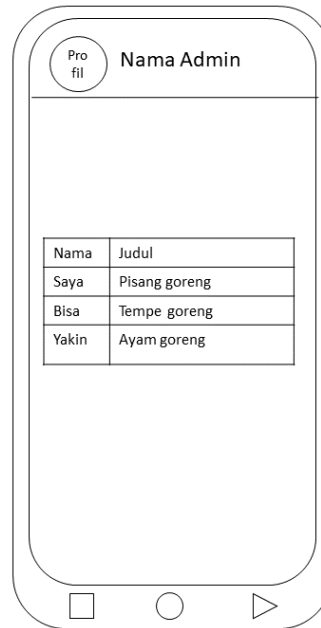 Pro
fil
Nama Admin
Nama Judul
Saya Pisang goreng
Bisa Tempe goreng
Yakin Ayam goreng